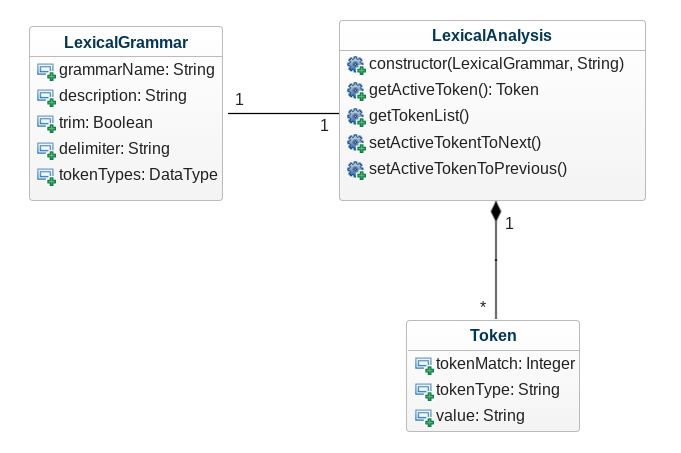 LexicalGrammar
grammarName: String
description: String
trim: Boolean
delimiter: String
tokenTypes: DataType
1
1
LexicalAnalysis
constructor(LexicalGrammar, String)
getActiveToken(): Token
getTokenList()
setActiveTokentToNext()
setActiveTokenToPrevious()
1
*
Token
tokenMatch: Integer
tokenType: String
value: String